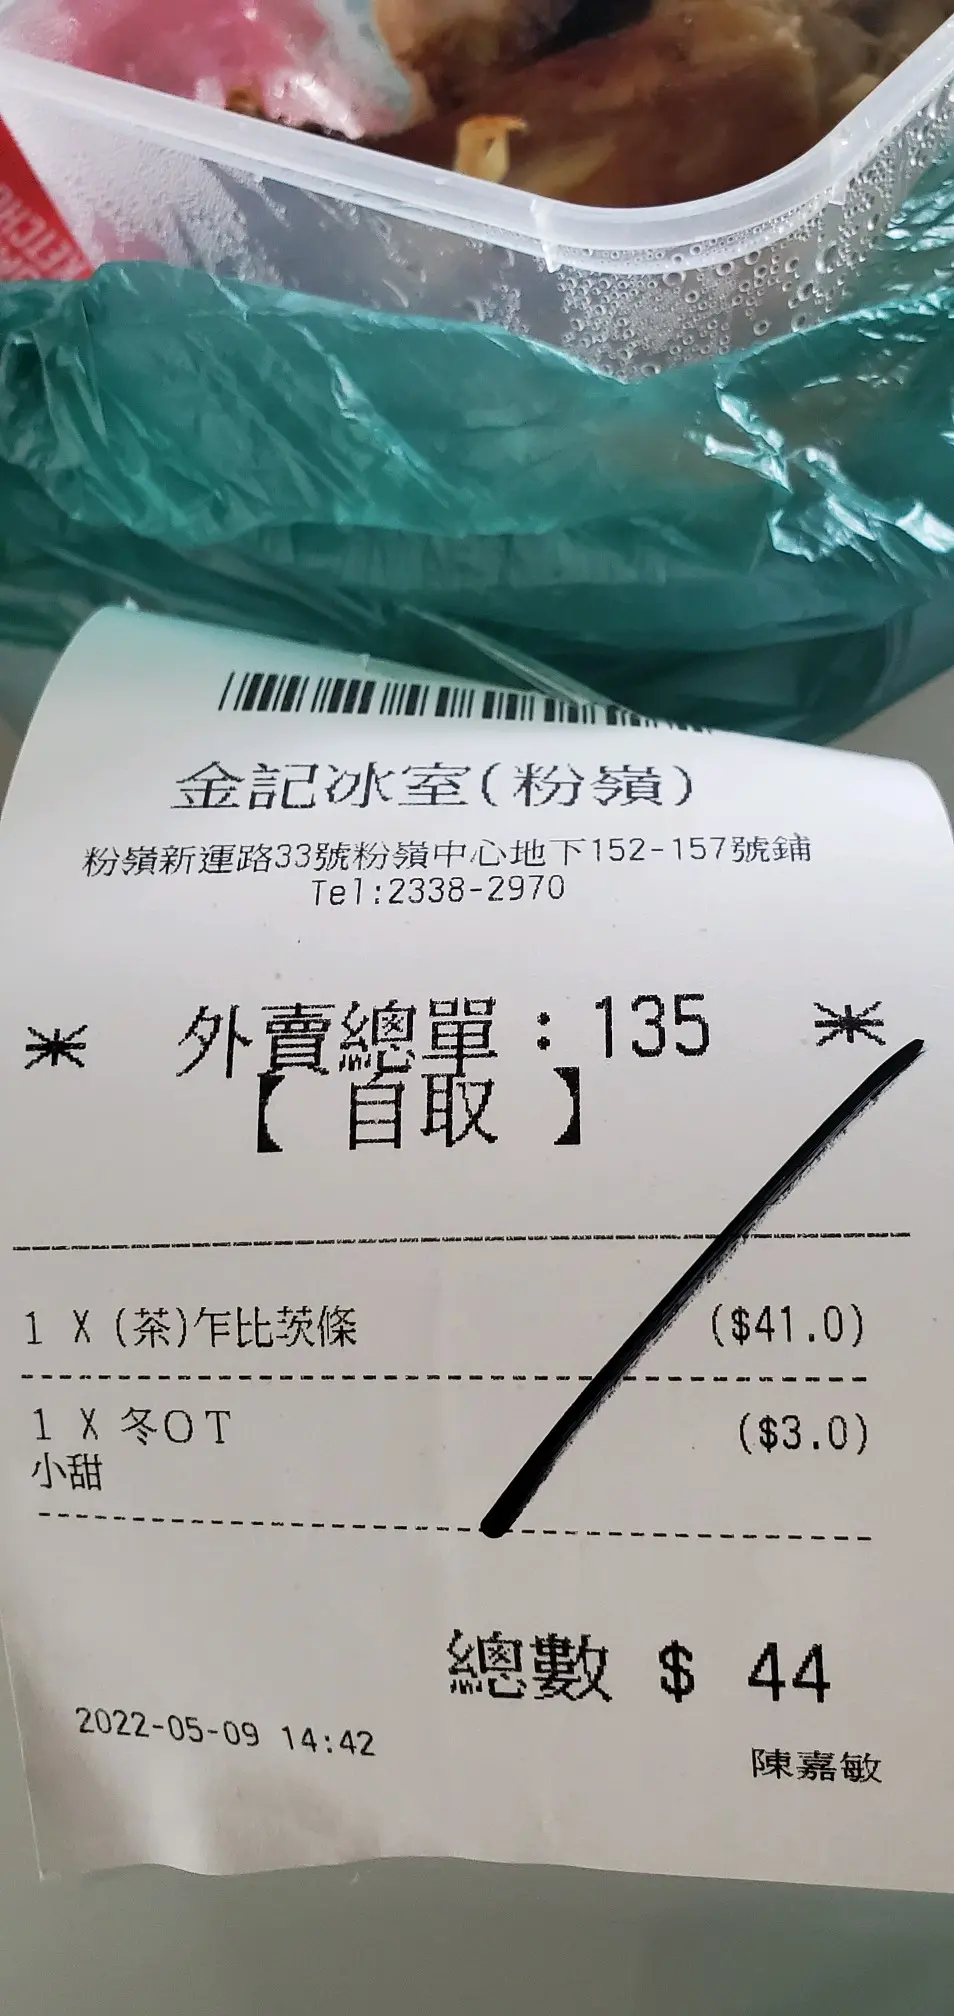 KETCHU
金記冰室(粉嶺)
粉嶺新運路33號粉嶺中心地下152-157號鋪
Tel:2338-2970
* 外賣總單:135 *
【 自取 】
1 X (茶)乍比茨條 ($41.0)
1 X 冬OT ($3.0)
小甜
總數 $ 44
2022-05-09 14:42
陳嘉敏